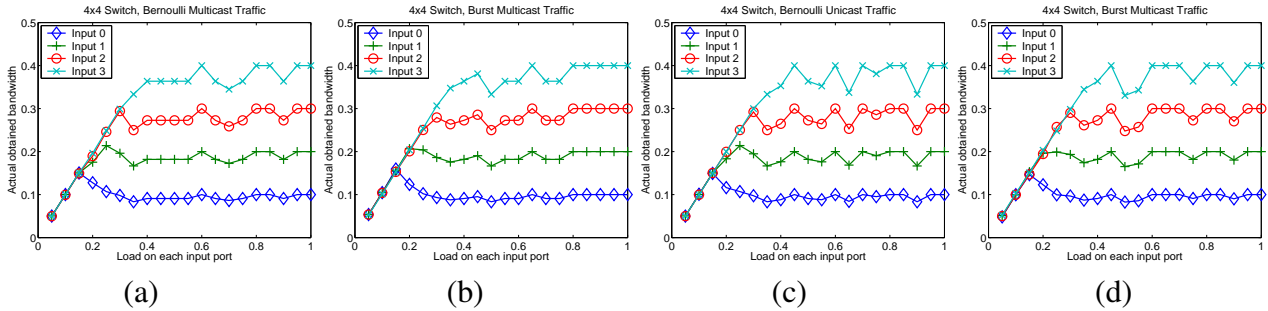 4x4 Switch, Bernoulli Multicast Traffic
0.5
0.4
0.3
0.2
0.1
0
Actual obtained bandwidth
Input 0
Input 1
Input 2
Input 3
0
0.2
0.4
0.6
0.8
1
Load on each input port
(a)
4x4 Switch, Burst Multicast Traffic
0.5
0.4
0.3
0.2
0.1
0
Actual obtained bandwidth
Input 0
Input 1
Input 2
Input 3
0
0.2
0.4
0.6
0.8
1
Load on each input port
(b)
4x4 Switch, Bernoulli Unicast Traffic
0.5
0.4
0.3
0.2
0.1
0
Actual obtained bandwidth
Input 0
Input 1
Input 2
Input 3
0
0.2
0.4
0.6
0.8
1
Load on each input port
(c)
4x4 Switch, Burst Multicast Traffic
0.5
0.4
0.3
0.2
0.1
0
Actual obtained bandwidth
Input 0
Input 1
Input 2
Input 3
0
0.2
0.4
0.6
0.8
1
Load on each input port
(d)